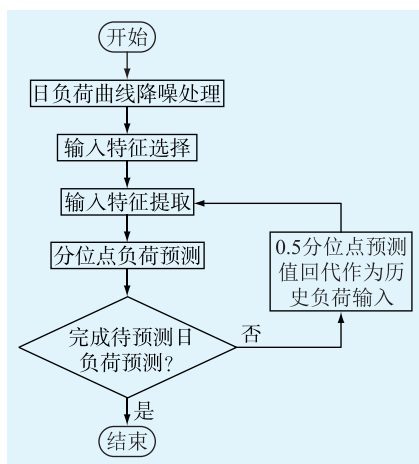 开始
日负荷曲线降噪处理
输入特征选择
输入特征提取
分位点负荷预测
0.5分位点预测
值回代作为历
史负荷输入
完成待预测日
负荷预测?
否
是
结束